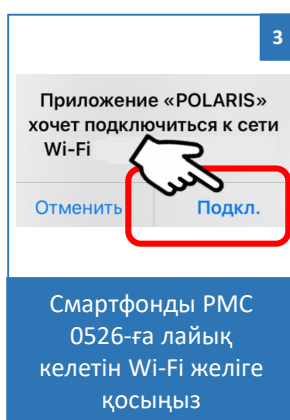 3
Приложение «POLARIS»
хочет подключиться к сети
Wi-Fi
Отменить
Подкл.
Смартфонды РМС
0526-ға лайық
келетін Wi-Fi желіге
қосыңыз